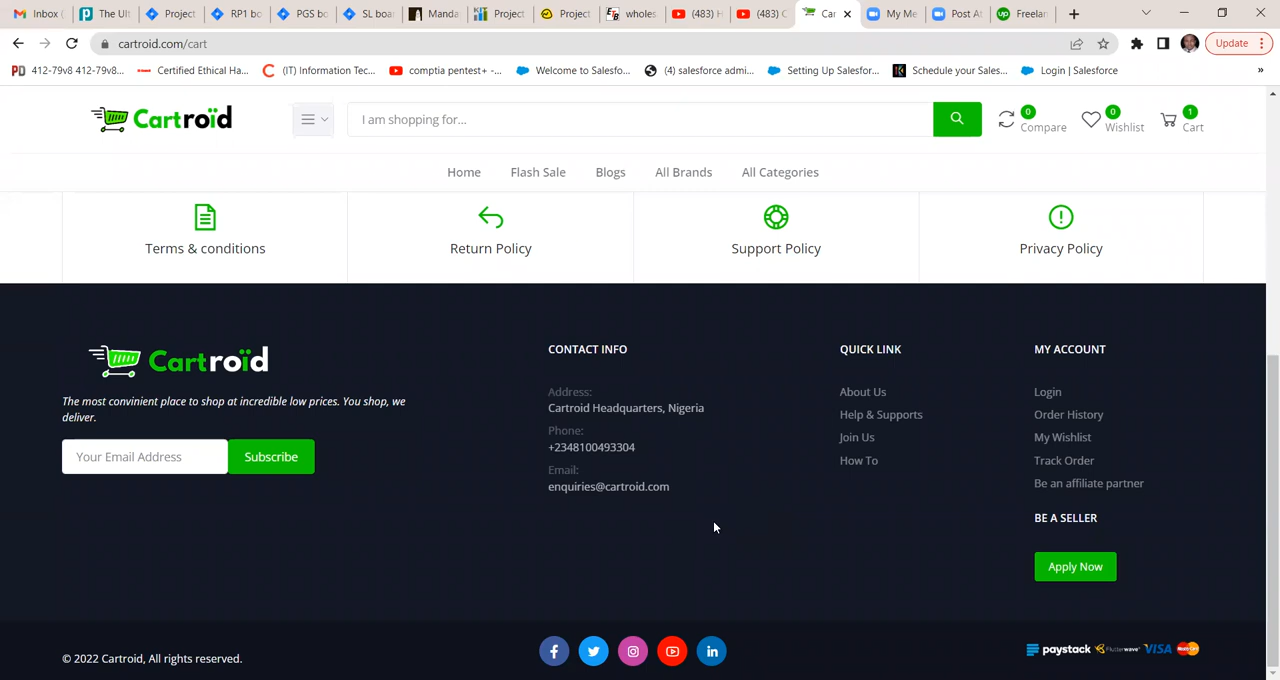 Inbox (
The Ult
Project
RP1 bo
PGS bo
SL boa
Manda
Project
Project
EfB wholes
(483) H
(483) C
Car
My Me
Post At
Freelan
cartroid.com/cart
Update
PD 412-79v8 412-79v8...
Certified Ethical Ha...
(IT) Information Tec...
comptia pentest+ -...
Welcome to Salesfo...
(4) salesforce admi...
Setting Up Salesfor...
Schedule your Sales...
Login | Salesforce
»
Cartroïd
I am shopping for...
0
Compare
0
Wishlist
1
Cart
Home
Flash Sale
Blogs
All Brands
All Categories
Terms & conditions
Return Policy
Support Policy
Privacy Policy
Cartroïd
The most convinient place to shop at incredible low prices. You shop, we
deliver.
Your Email Address
Subscribe
CONTACT INFO
Address:
Cartroid Headquarters, Nigeria
Phone:
+2348100493304
Email:
enquiries@cartroid.com
QUICK LINK
About Us
Help & Supports
Join Us
How To
MY ACCOUNT
Login
Order History
My Wishlist
Track Order
Be an affiliate partner
BE A SELLER
Apply Now
© 2022 Cartroid, All rights reserved.
paystack
Flutterwave
VISA